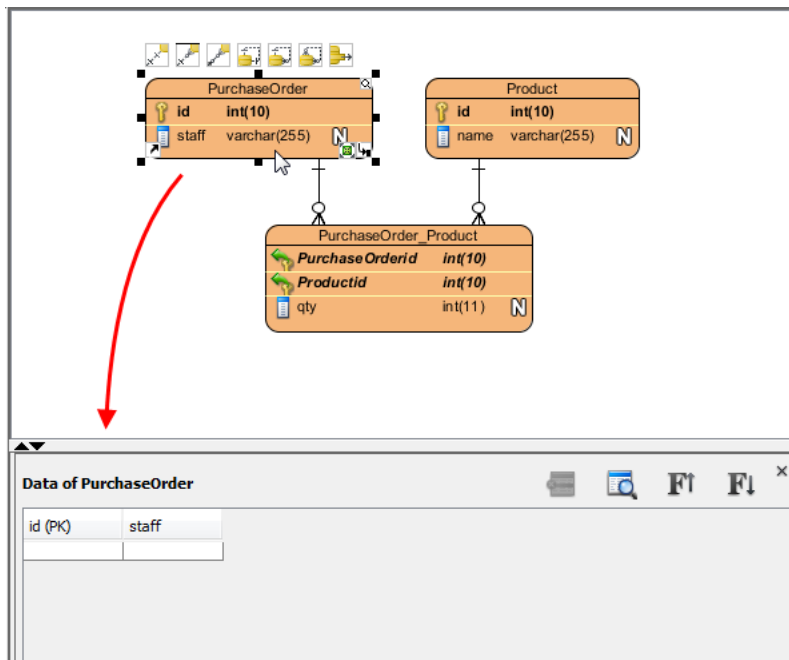 PurchaseOrder
id int(10)
staff varchar(255) N
Product
id int(10)
name varchar(255) N
PurchaseOrder_Product
PurchaseOrderid int(10)
Productid int(10)
qty int(11) N
Data of PurchaseOrder
F↑ F↓
id (PK) staff